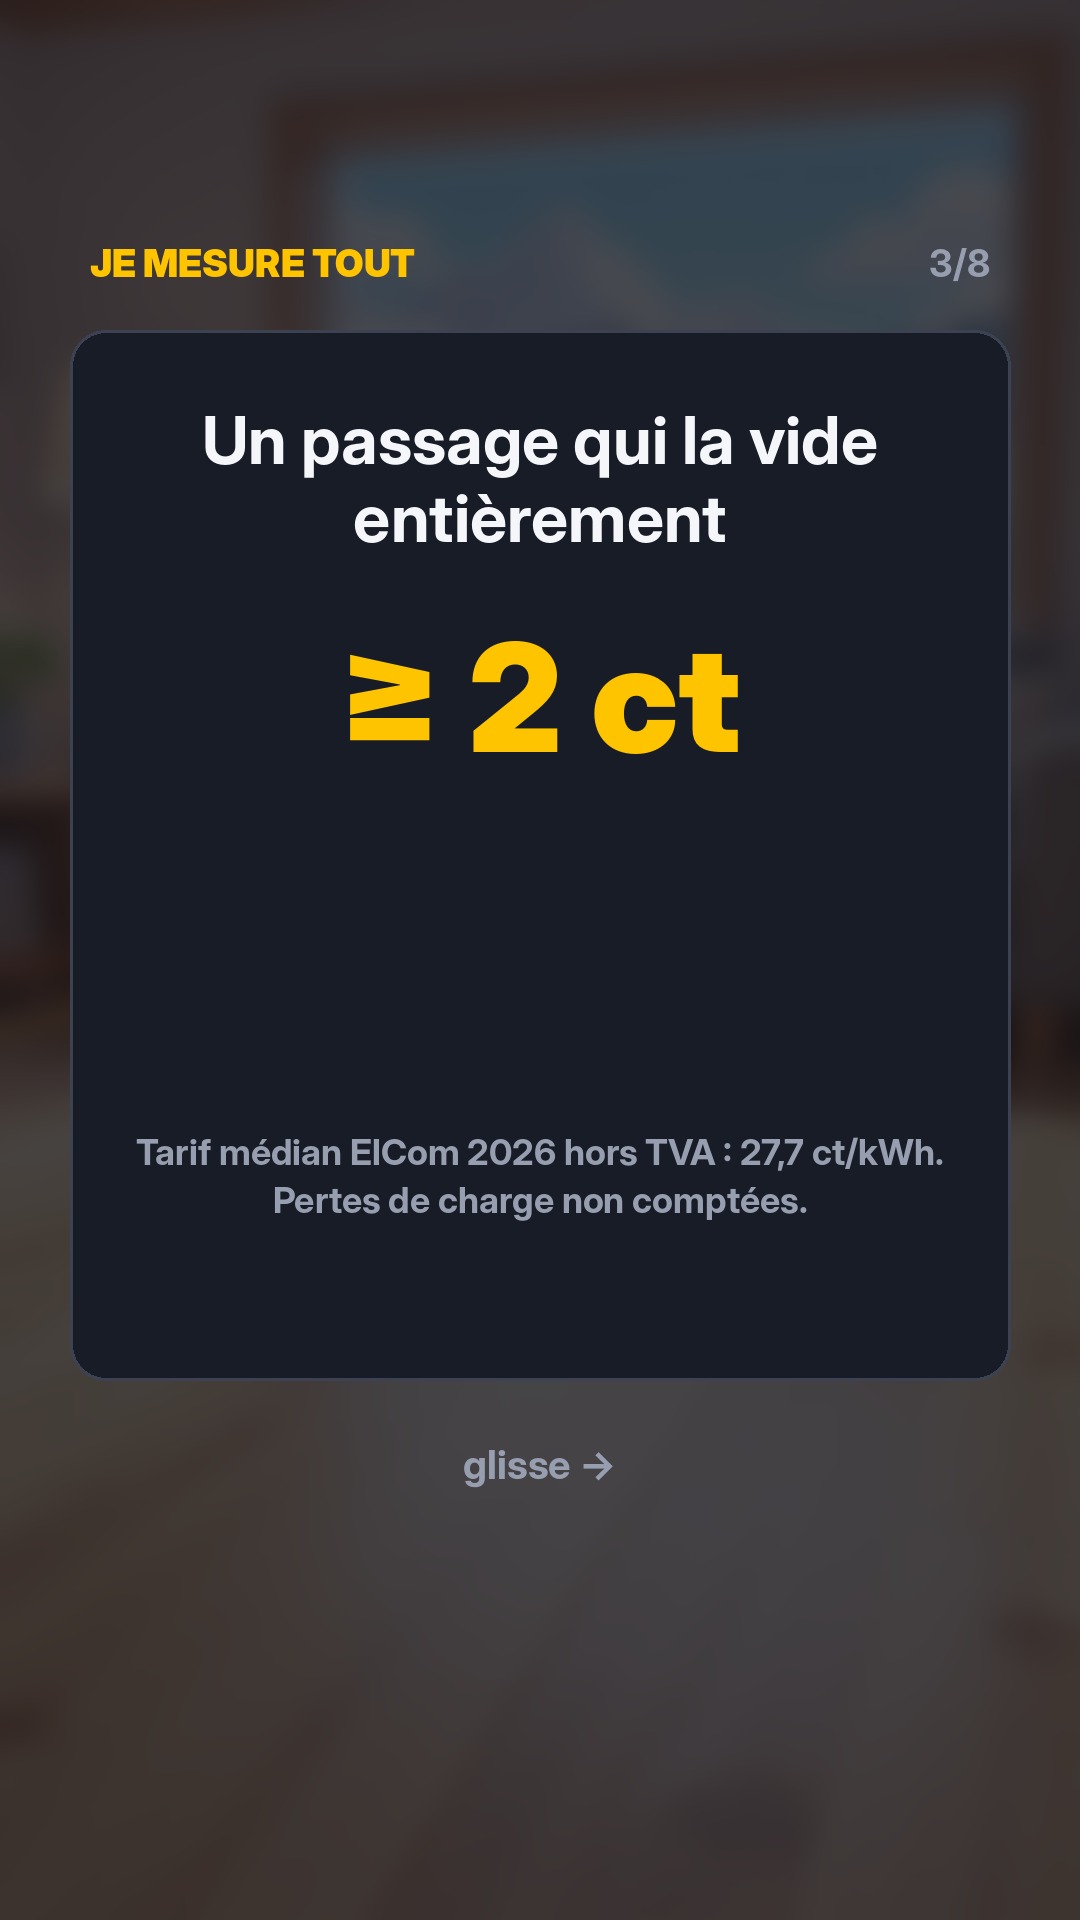 JE MESURE TOUT
3/8
Un passage qui la vide
entièrement
≥ 2 ct
Tarif médian ElCom 2026 hors TVA : 27,7 ct/kWh.
Pertes de charge non comptées.
glisse →